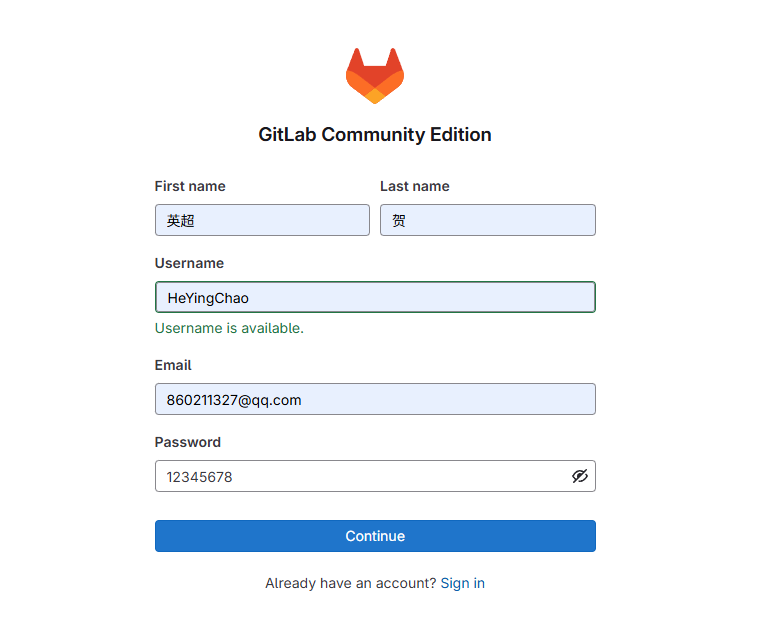 GitLab Community Edition
First name Last name
英超 贺
Username
HeYingChao
Username is available.
Email
860211327@qq.com
Password
12345678
Continue
Already have an account? Sign in